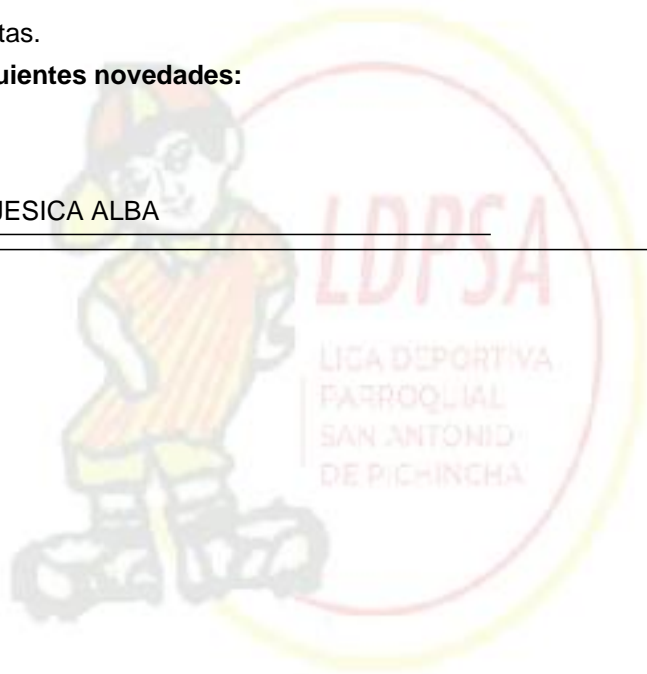 tas.
uientes novedades:
JESICA ALBA
LDPSA
LIGA DEPORTIVA
PARROQUIAL
SAN ANTONIO
DE PICHINCHA